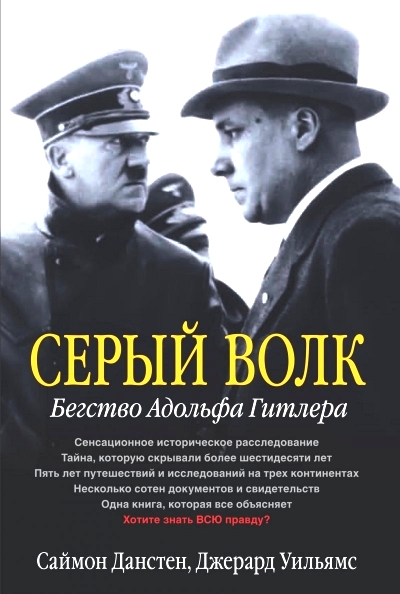 СЕРЫЙ ВОЛК
Бегство Адольфа Гитлера
Сенсационное историческое расследование
Тайна, которую скрывали более шестидесяти лет
Пять лет путешествий и исследований на трех континентах
Несколько сотен документов и свидетельств
Одна книга, которая все объясняет
Хотите знать ВСЮ правду?
Саймон Данстен, Джерард Уильямс